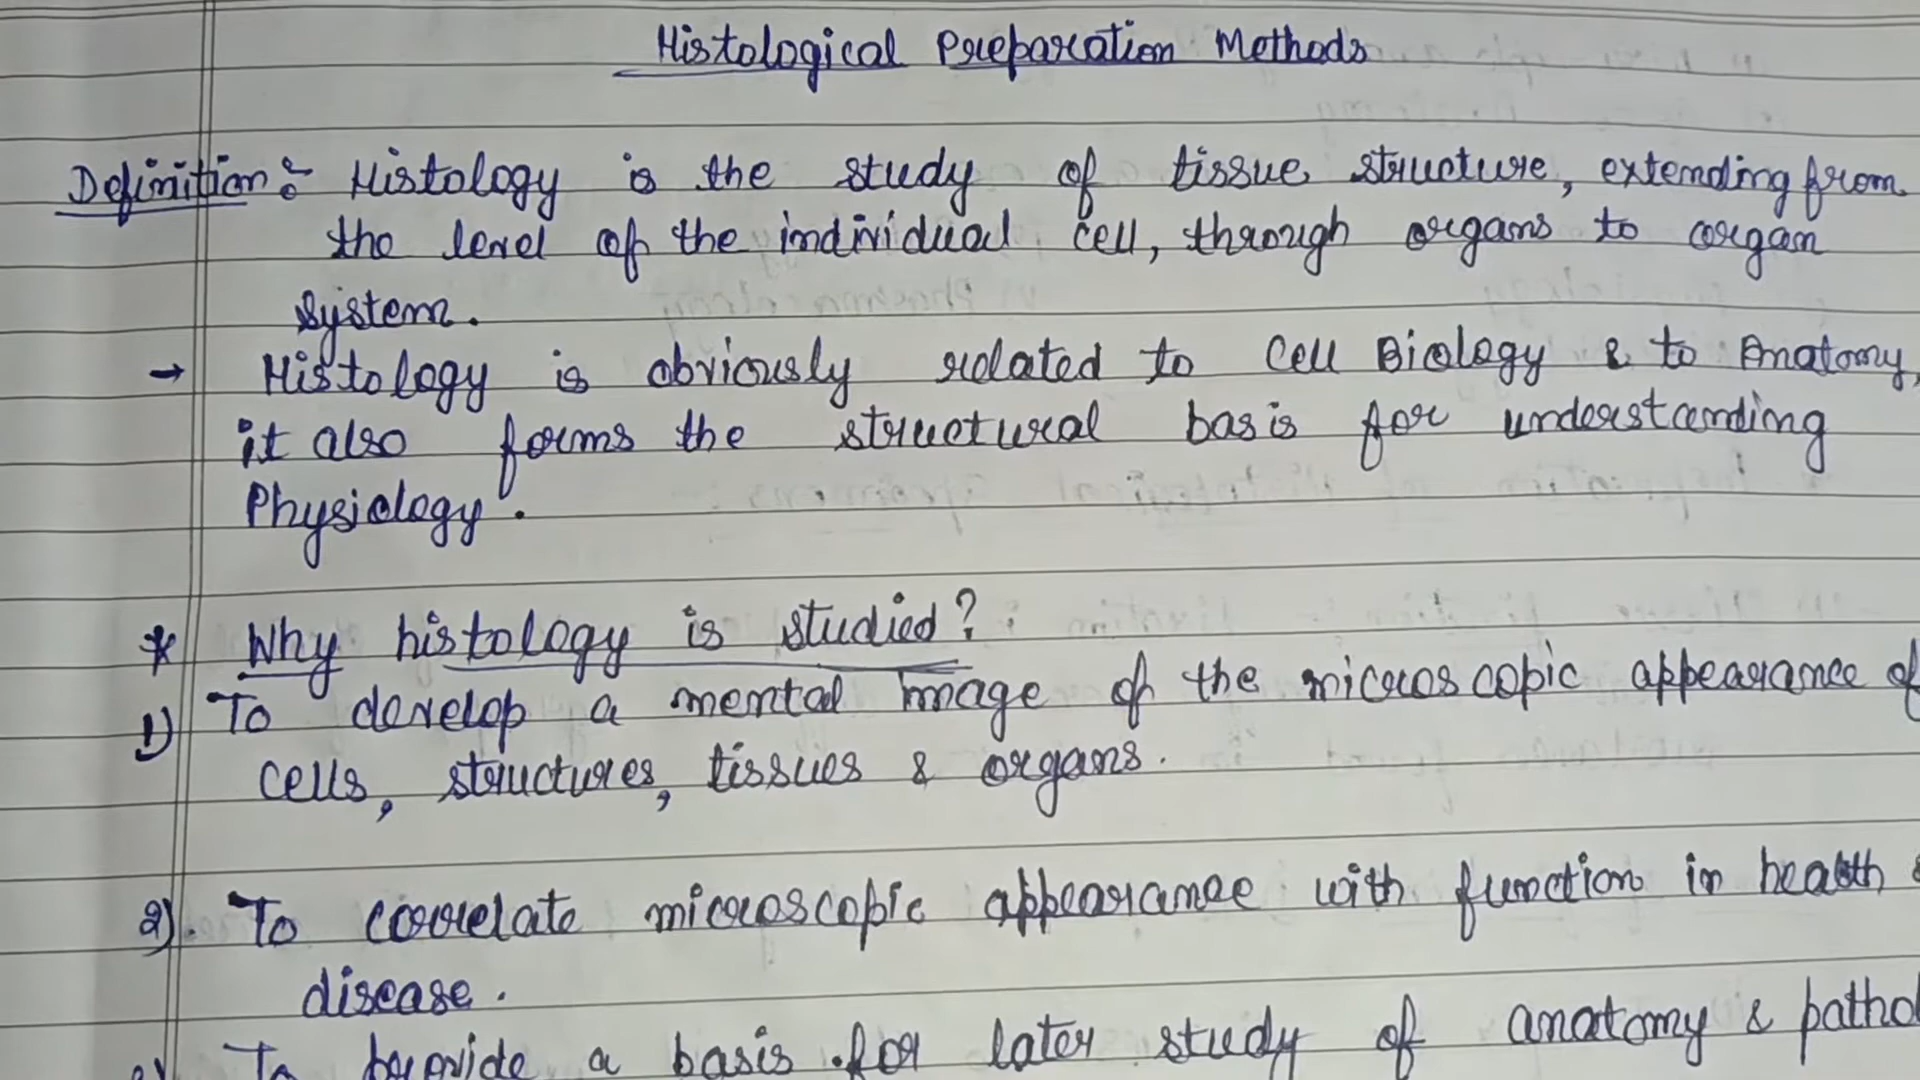 Histological Preparation Methods
Definition: Histology is the study of tissue structure, extending from
the level of the individual cell, through organs to organ
system.
→ Histology is obviously related to Cell Biology & to Anatomy,
it also forms the structural basis for understanding
Physiology.
* Why histology is studied?
1) To develop a mental image of the microscopic appearance of
cells, structures, tissues & organs.
2). To correlate microscopic appearance with function in health &
disease.
To provide a basis for later study of anatomy & pathol